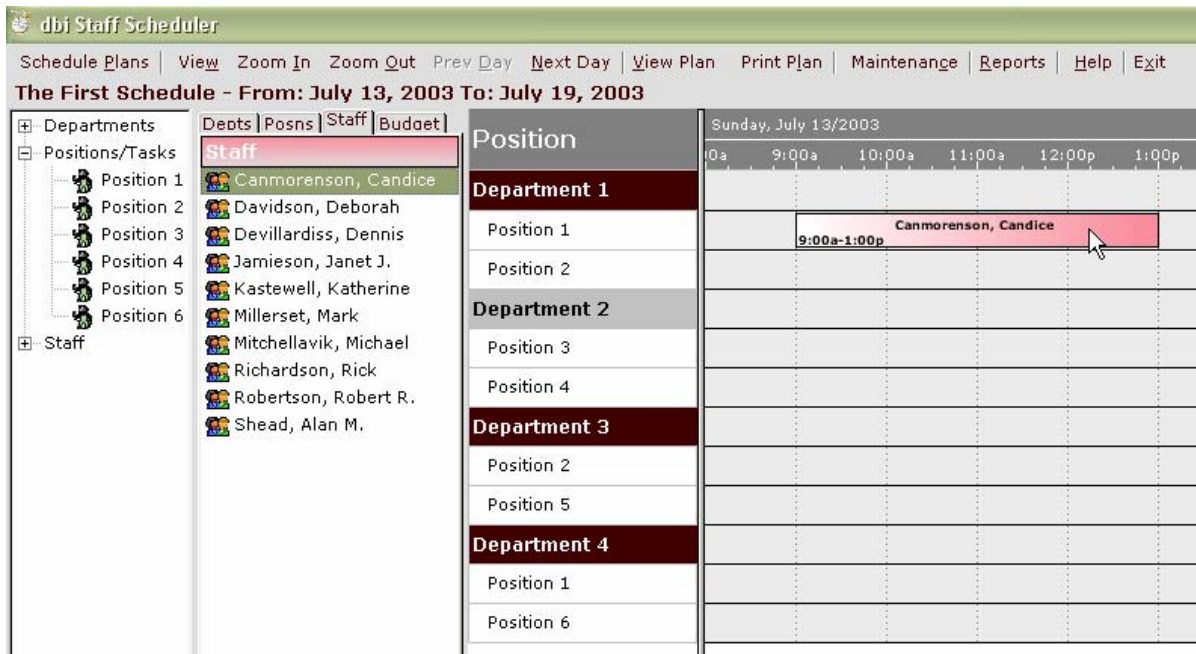 dbi Staff Scheduler
Schedule Plans View Zoom In Zoom Out Prev Day Next Day View Plan Print Plan Maintenance Reports Help Exit
The First Schedule - From: July 13, 2003 To: July 19, 2003
Departments
Positions/Tasks
Position 1
Position 2
Position 3
Position 4
Position 5
Position 6
Staff
Depts Posns Staff Budget
Staff
Canmorenson, Candice
Davidson, Deborah
Devillardiss, Dennis
Jamieson, Janet J.
Kastewell, Katherine
Millerset, Mark
Mitchellavik, Michael
Richardson, Rick
Robertson, Robert R.
Shead, Alan M.
Position
Department 1
Position 1
Position 2
Department 2
Position 3
Position 4
Department 3
Position 2
Position 5
Department 4
Position 1
Position 6
Sunday, July 13/2003
0a 9:00a 10:00a 11:00a 12:00p 1:00p
Canmorenson, Candice
9:00a-1:00p